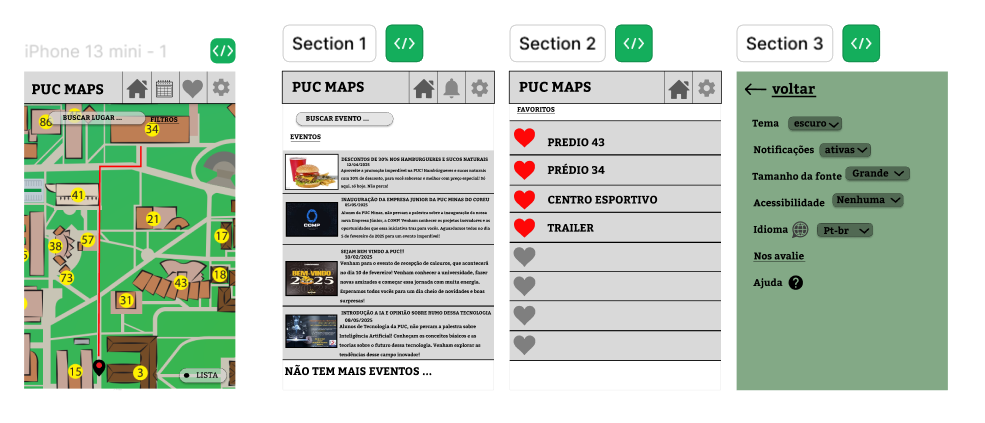 iPhone 13 mini - 1
</>
PUC MAPS
BUSCAR LUGAR ...
FILTROS
86
34
41
21
17
38
57
73
43
18
31
15
3
LISTA
Section 1
</>
PUC MAPS
BUSCAR EVENTO ...
EVENTOS
DESCONTOS DE 30% NOS HAMBURGUERES E SUCOS NATURAIS
12/04/2025
Aproveite a promoção imperdível na PUC! Hambúrgueres e sucos naturais
com 30% de desconto, para você saborear o melhor com preço especial! Só
aqui, só hoje. Não perca!
INAUGURAÇÃO DA EMPRESA JUNIOR DA PUC MINAS DO COREU
05/05/2025
COMP
Alunos da PUC Minas, não percam a palestra sobre a inauguração da nossa
nova Empresa Júnior, a COMP! Venham conhecer os projetos inovadores e as
oportunidades que essa iniciativa traz para vocês. Aguardamos todos no dia
5 de fevereiro de 2025 para um evento imperdível!
SEJAM BEM VINDO A PUC!!!
10/02/2025
BEM-VINDO
2025
Venham para o evento de recepção de calouros, que acontecerá
no dia 10 de fevereiro! Venham conhecer a universidade, fazer
novas amizades e começar essa jornada com muita energia.
Esperamos todos vocês para um dia cheio de novidades e boas
surpresas!
INTRODUÇÃO A IA E OPINIÃO SOBRE RUMO DESSA TECNOLOGIA
08/05/2025
Alunos de Tecnologia da PUC, não percam a palestra sobre
Inteligência Artificial! Conheçam os conceitos básicos e as
teorias sobre o futuro dessa tecnologia. Venham explorar as
tendências desse campo inovador!
NÃO TEM MAIS EVENTOS ...
Section 2
</>
PUC MAPS
FAVORITOS
PREDIO 43
PRÉDIO 34
CENTRO ESPORTIVO
TRAILER
Section 3
</>
voltar
Tema escuro
Notificações ativas
Tamanho da fonte Grande
Acessibilidade Nenhuma
Idioma Pt-br
Nos avalie
Ajuda ?